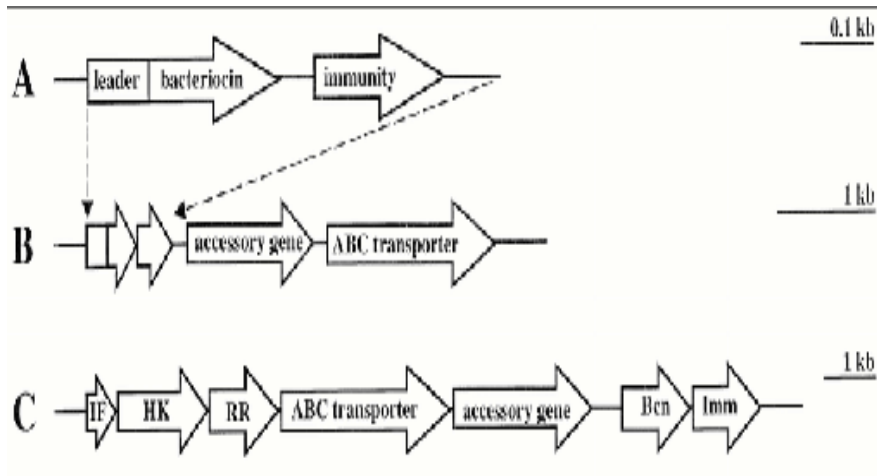 0.1 kb
A leader bacteriocin immunity
1 kb
B accessory gene ABC transporter
1 kb
C IF HK RR ABC transporter accessory gene Bcn Imm